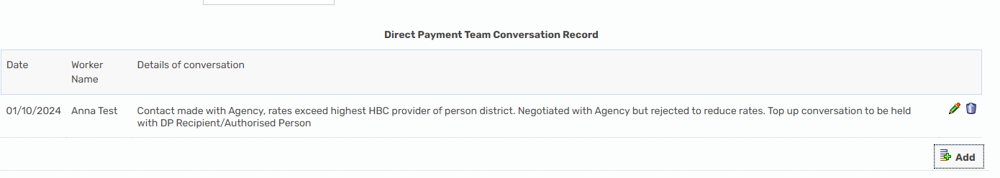 Direct Payment Team Conversation Record
Date Worker Name Details of conversation
01/10/2024 Anna Test Contact made with Agency, rates exceed highest HBC provider of person district. Negotiated with Agency but rejected to reduce rates. Top up conversation to be held
with DP Recipient/Authorised Person
Add